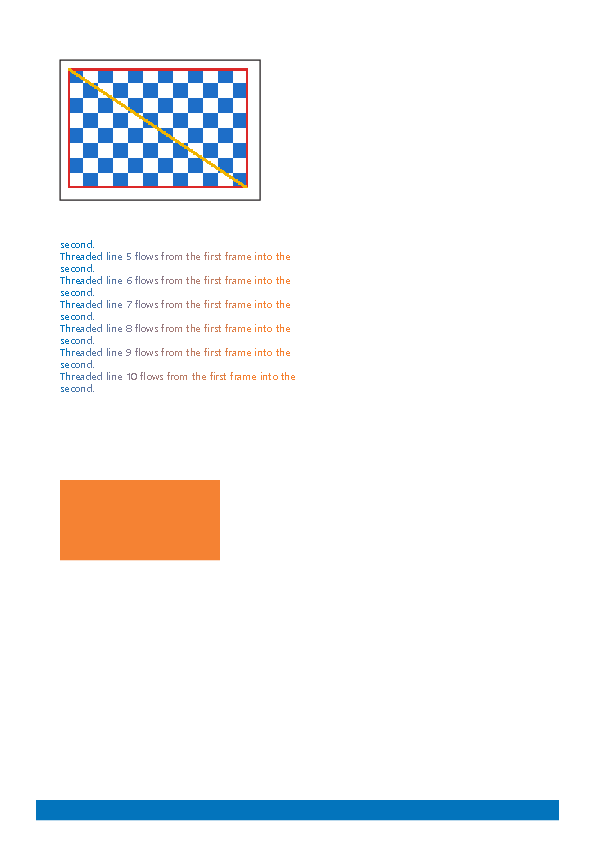 second.
Threaded line 5 flows from the first frame into the
second.
Threaded line 6 flows from the first frame into the
second.
Threaded line 7 flows from the first frame into the
second.
Threaded line 8 flows from the first frame into the
second.
Threaded line 9 flows from the first frame into the
second.
Threaded line 10 flows from the first frame into the
second.